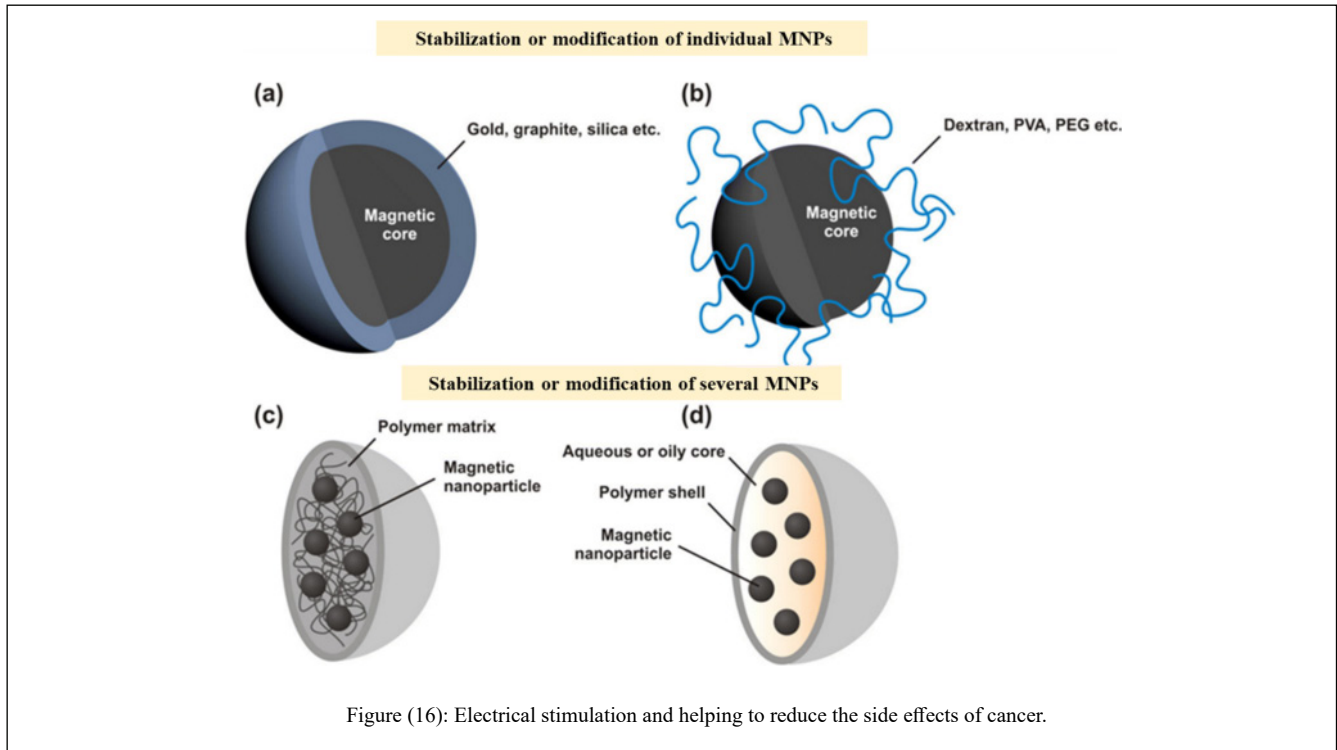 Stabilization or modification of individual MNPs
(a)
Gold, graphite, silica etc.
Magnetic
core
(b)
Dextran, PVA, PEG etc.
Magnetic
core
Stabilization or modification of several MNPs
(c)
Polymer matrix
Magnetic
nanoparticle
(d)
Aqueous or oily core
Polymer shell
Magnetic
nanoparticle
Figure (16): Electrical stimulation and helping to reduce the side effects of cancer.